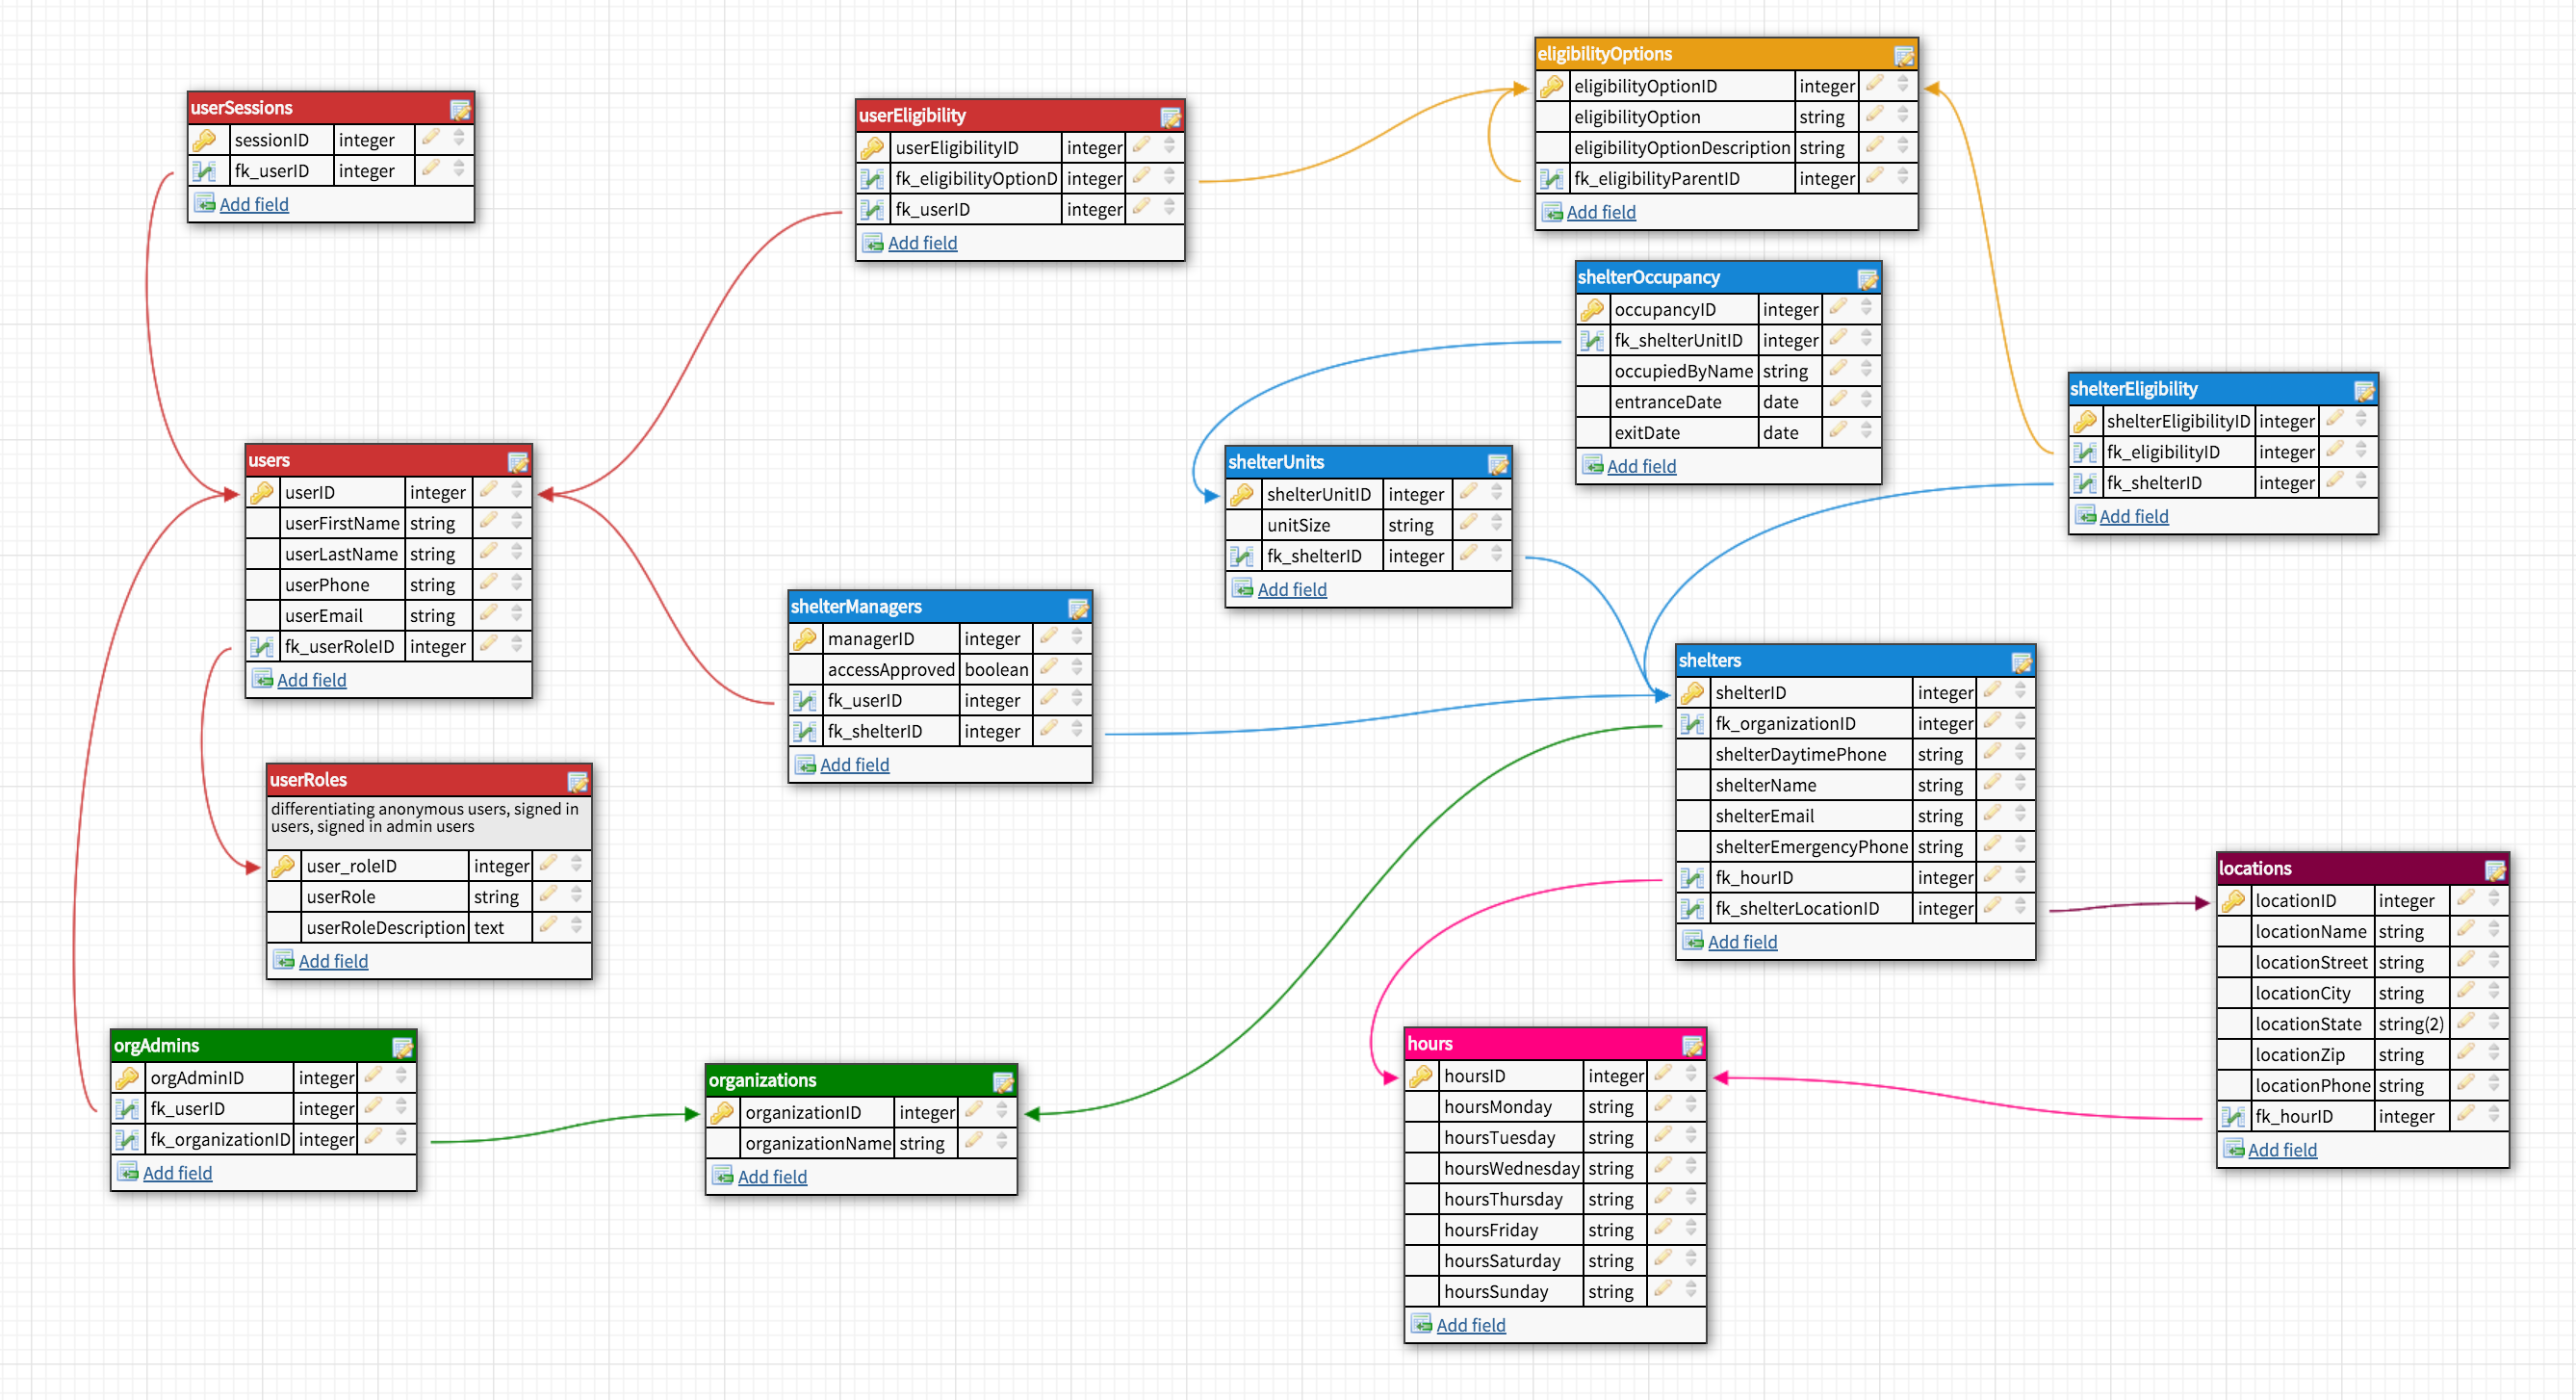 eligibilityOptions
eligibilityOptionID integer
eligibilityOption string
eligibilityOptionDescription string
fk_eligibilityParentID integer
Add field
userSessions
sessionID integer
fk_userID integer
Add field
userEligibility
userEligibilityID integer
fk_eligibilityOptionD integer
fk_userID integer
Add field
shelterOccupancy
occupancyID integer
fk_shelterUnitID integer
occupiedByName string
entranceDate date
exitDate date
Add field
shelterEligibility
shelterEligibilityID integer
fk_eligibilityID integer
fk_shelterID integer
Add field
users
userID integer
userFirstName string
userLastName string
userPhone string
userEmail string
fk_userRoleID integer
Add field
shelterUnits
shelterUnitID integer
unitSize string
fk_shelterID integer
Add field
shelterManagers
managerID integer
accessApproved boolean
fk_userID integer
fk_shelterID integer
Add field
shelters
shelterID integer
fk_organizationID integer
shelterDaytimePhone string
shelterName string
shelterEmail string
shelterEmergencyPhone string
fk_hourID integer
fk_shelterLocationID integer
Add field
userRoles
differentiating anonymous users, signed in
users, signed in admin users
user_roleID integer
userRole string
userRoleDescription text
Add field
locations
locationID integer
locationName string
locationStreet string
locationCity string
locationState string(2)
locationZip string
locationPhone string
fk_hourID integer
Add field
orgAdmins
orgAdminID integer
fk_userID integer
fk_organizationID integer
Add field
organizations
organizationID integer
organizationName string
Add field
hours
hoursID integer
hoursMonday string
hoursTuesday string
hoursWednesday string
hoursThursday string
hoursFriday string
hoursSaturday string
hoursSunday string
Add field